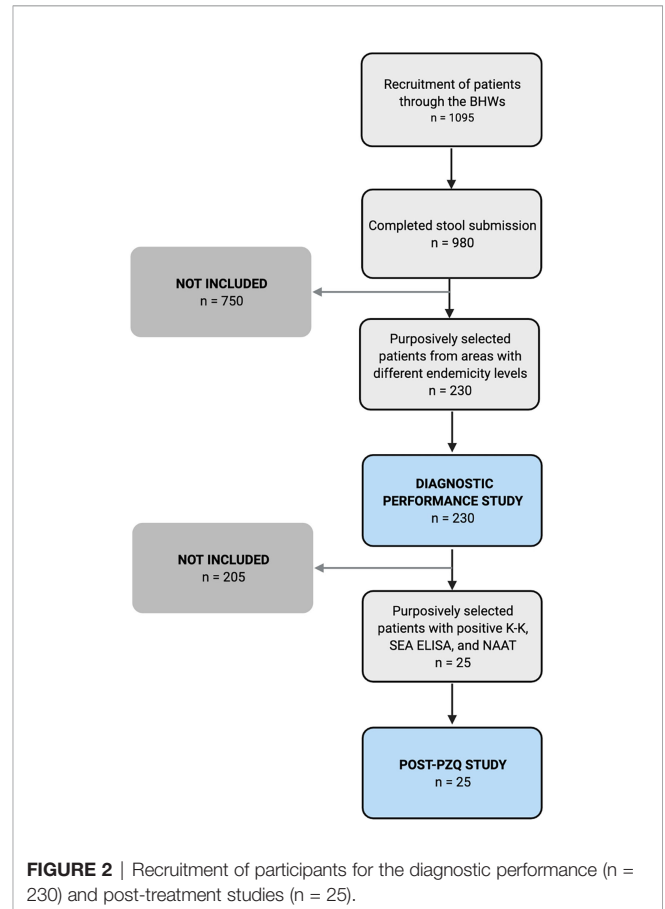 Recruitment of patients
through the BHWs
n = 1095
Completed stool submission
n = 980
NOT INCLUDED
n = 750
Purposively selected
patients from areas with
different endemicity levels
n = 230
DIAGNOSTIC
PERFORMANCE STUDY
n = 230
NOT INCLUDED
n = 205
Purposively selected
patients with positive K-K,
SEA ELISA, and NAAT
n = 25
POST-PZQ STUDY
n = 25
FIGURE 2 | Recruitment of participants for the diagnostic performance (n =
230) and post-treatment studies (n = 25).